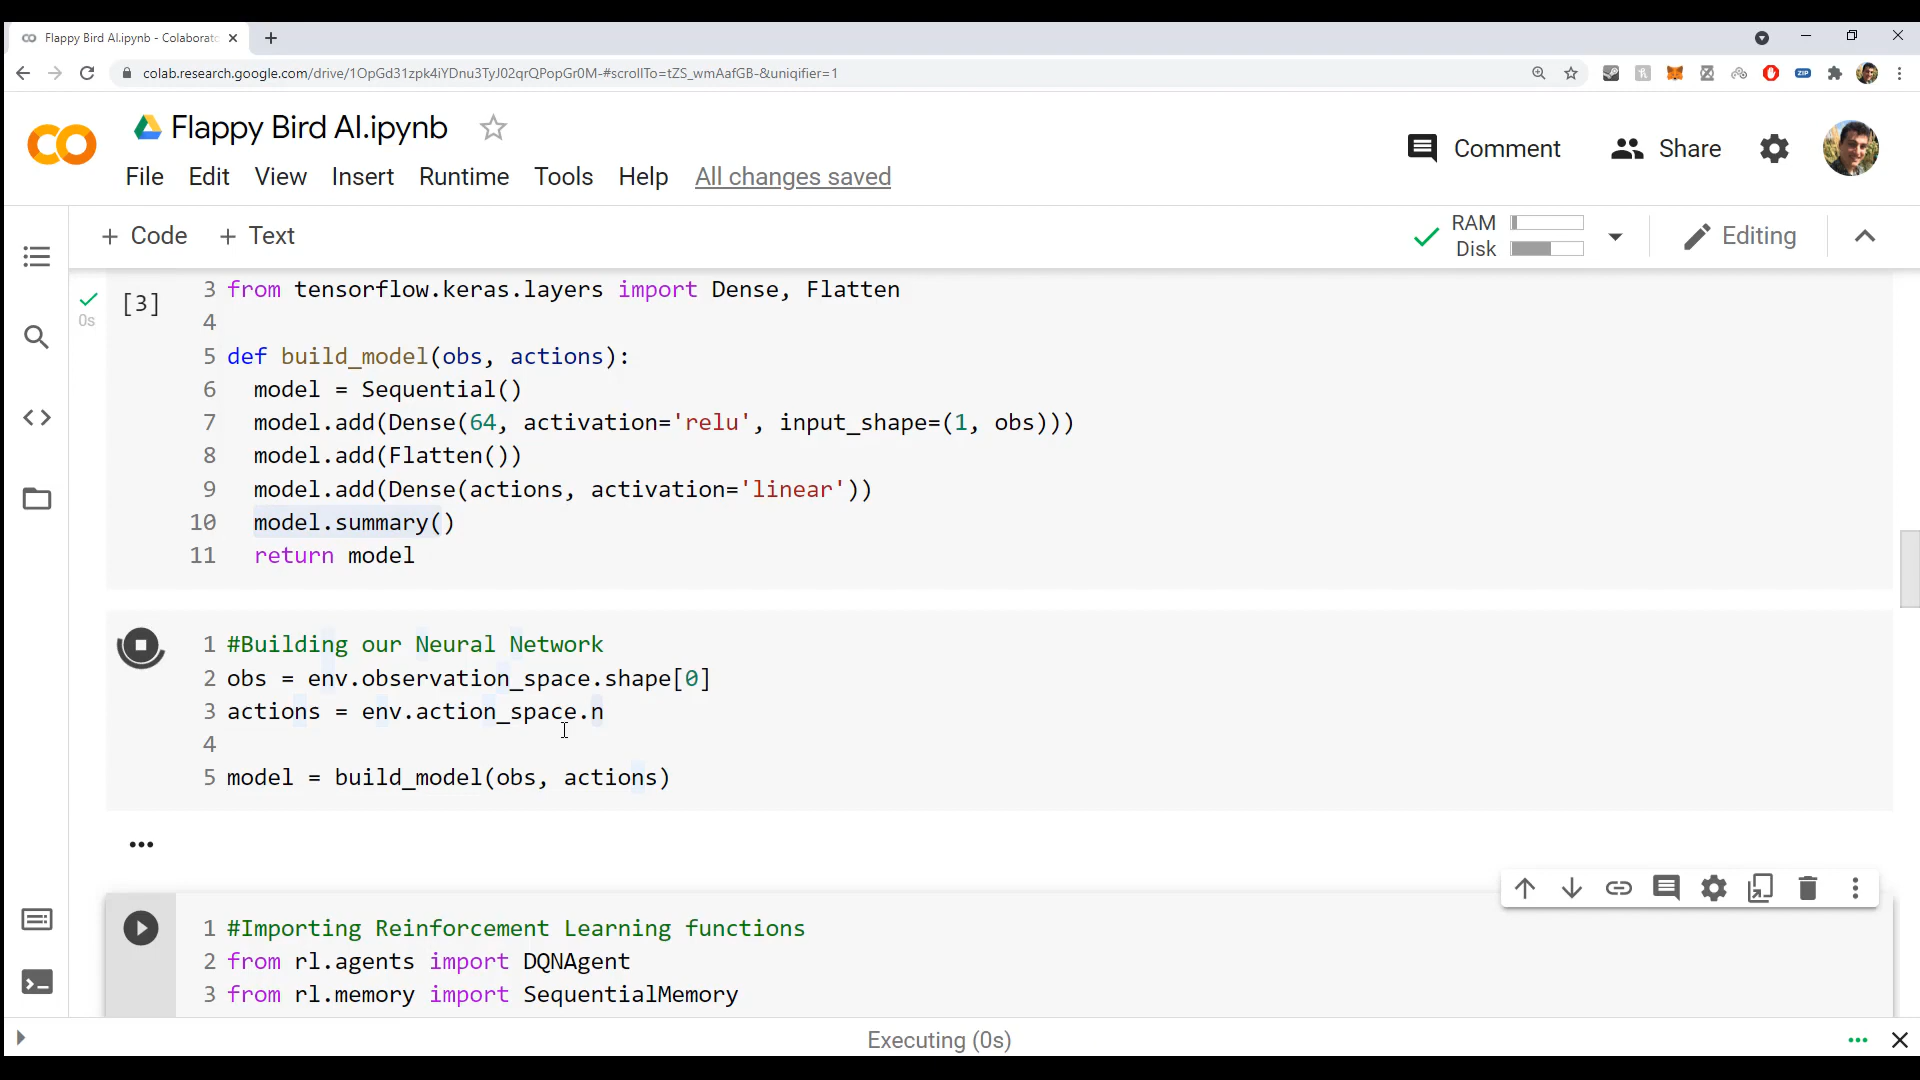 Flappy Bird AI.ipynb - Colaborato
colab.research.google.com/drive/1OpGd31zpk4iYDnu3TyJ02qrQPopGr0M-#scrollTo=tZS_wmAafGB-&uniqifier=1
ZIP
Flappy Bird AI.ipynb
File Edit View Insert Runtime Tools Help All changes saved
Comment Share
+ Code + Text
RAM
Disk
Editing
[3]
0s
3 from tensorflow.keras.layers import Dense, Flatten
4
5 def build_model(obs, actions):
6 model = Sequential()
7 model.add(Dense(64, activation='relu', input_shape=(1, obs)))
8 model.add(Flatten())
9 model.add(Dense(actions, activation='linear'))
10 model.summary()
11 return model
1 #Building our Neural Network
2 obs = env.observation_space.shape[0]
3 actions = env.action_space.n
4
5 model = build_model(obs, actions)
1 #Importing Reinforcement Learning functions
2 from rl.agents import DQNAgent
3 from rl.memory import SequentialMemory
Executing (0s)